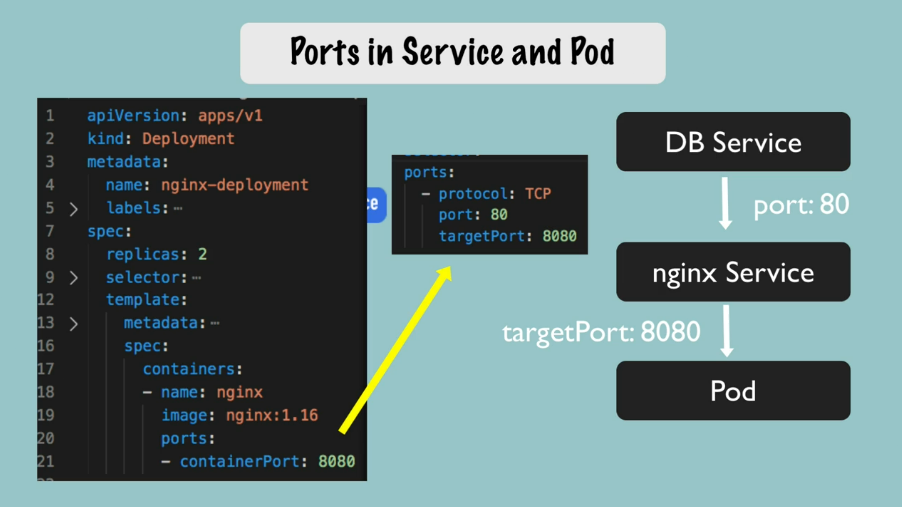 Ports in Service and Pod
1 apiVersion: apps/v1
2 kind: Deployment
3 metadata:
4 name: nginx-deployment
5 > labels: ⋯
7 spec:
8 replicas: 2
9 > selector: ⋯
12 template:
13 > metadata: ⋯
16 spec:
17 containers:
18 - name: nginx
19 image: nginx:1.16
20 ports:
21 - containerPort: 8080
ports:
- protocol: TCP
port: 80
targetPort: 8080
DB Service
port: 80
nginx Service
targetPort: 8080
Pod